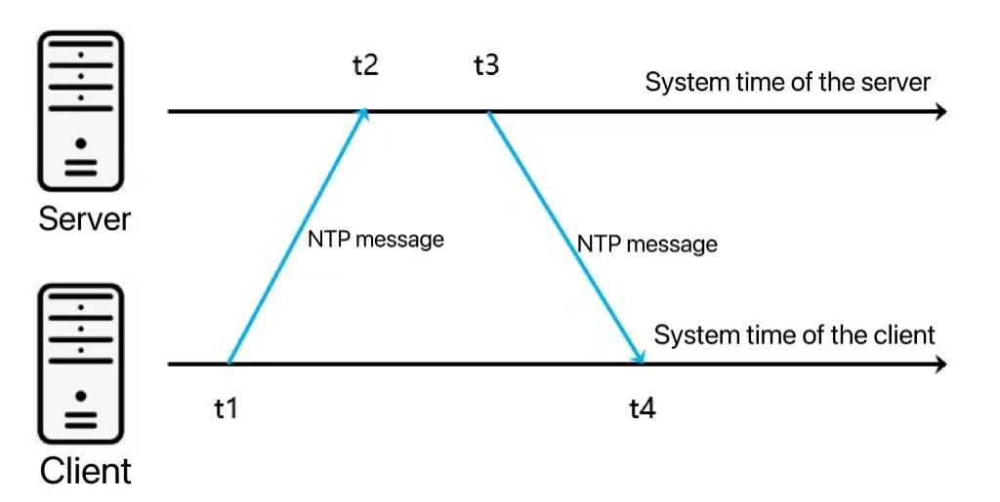 t2
t3
System time of the server
Server
NTP message
NTP message
System time of the client
t1
t4
Client